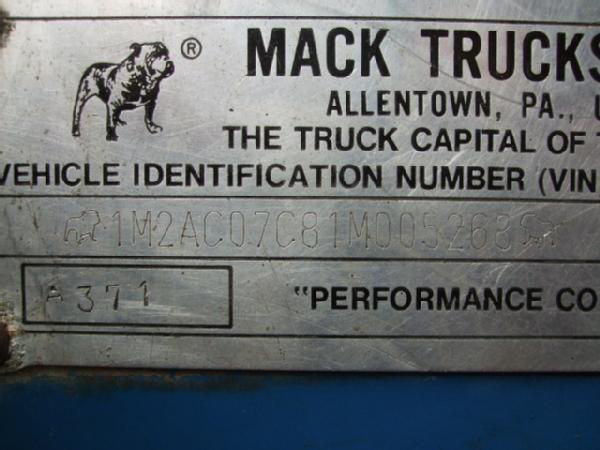 ®
MACK TRUCKS
ALLENTOWN, PA., U
THE TRUCK CAPITAL OF T
VEHICLE IDENTIFICATION NUMBER (VIN
1M2AC07C81M005268
A371
"PERFORMANCE CO